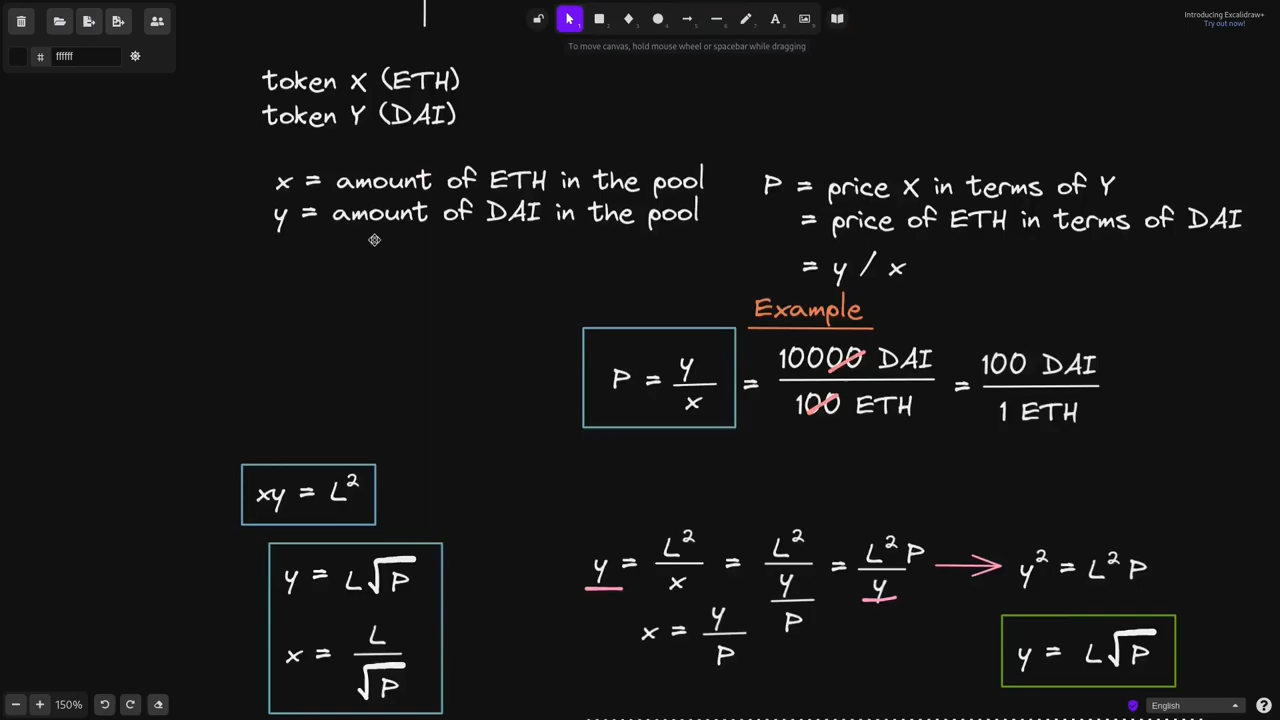 Introducing Excalidraw+
Try out now!
# ffffff
To move canvas, hold mouse wheel or spacebar while dragging
token X (ETH)
token Y (DAI)
x = amount of ETH in the pool
y = amount of DAI in the pool
P = price X in terms of Y
= price of ETH in terms of DAI
= y / x
Example
P = y/x = 10000 DAI / 100 ETH = 100 DAI / 1 ETH
xy = L²
y = L√P
x = L/√P
y = L²/x = L²/(y/P) = L²P/y → y² = L² P
x = y/P
y = L√P
150%
English